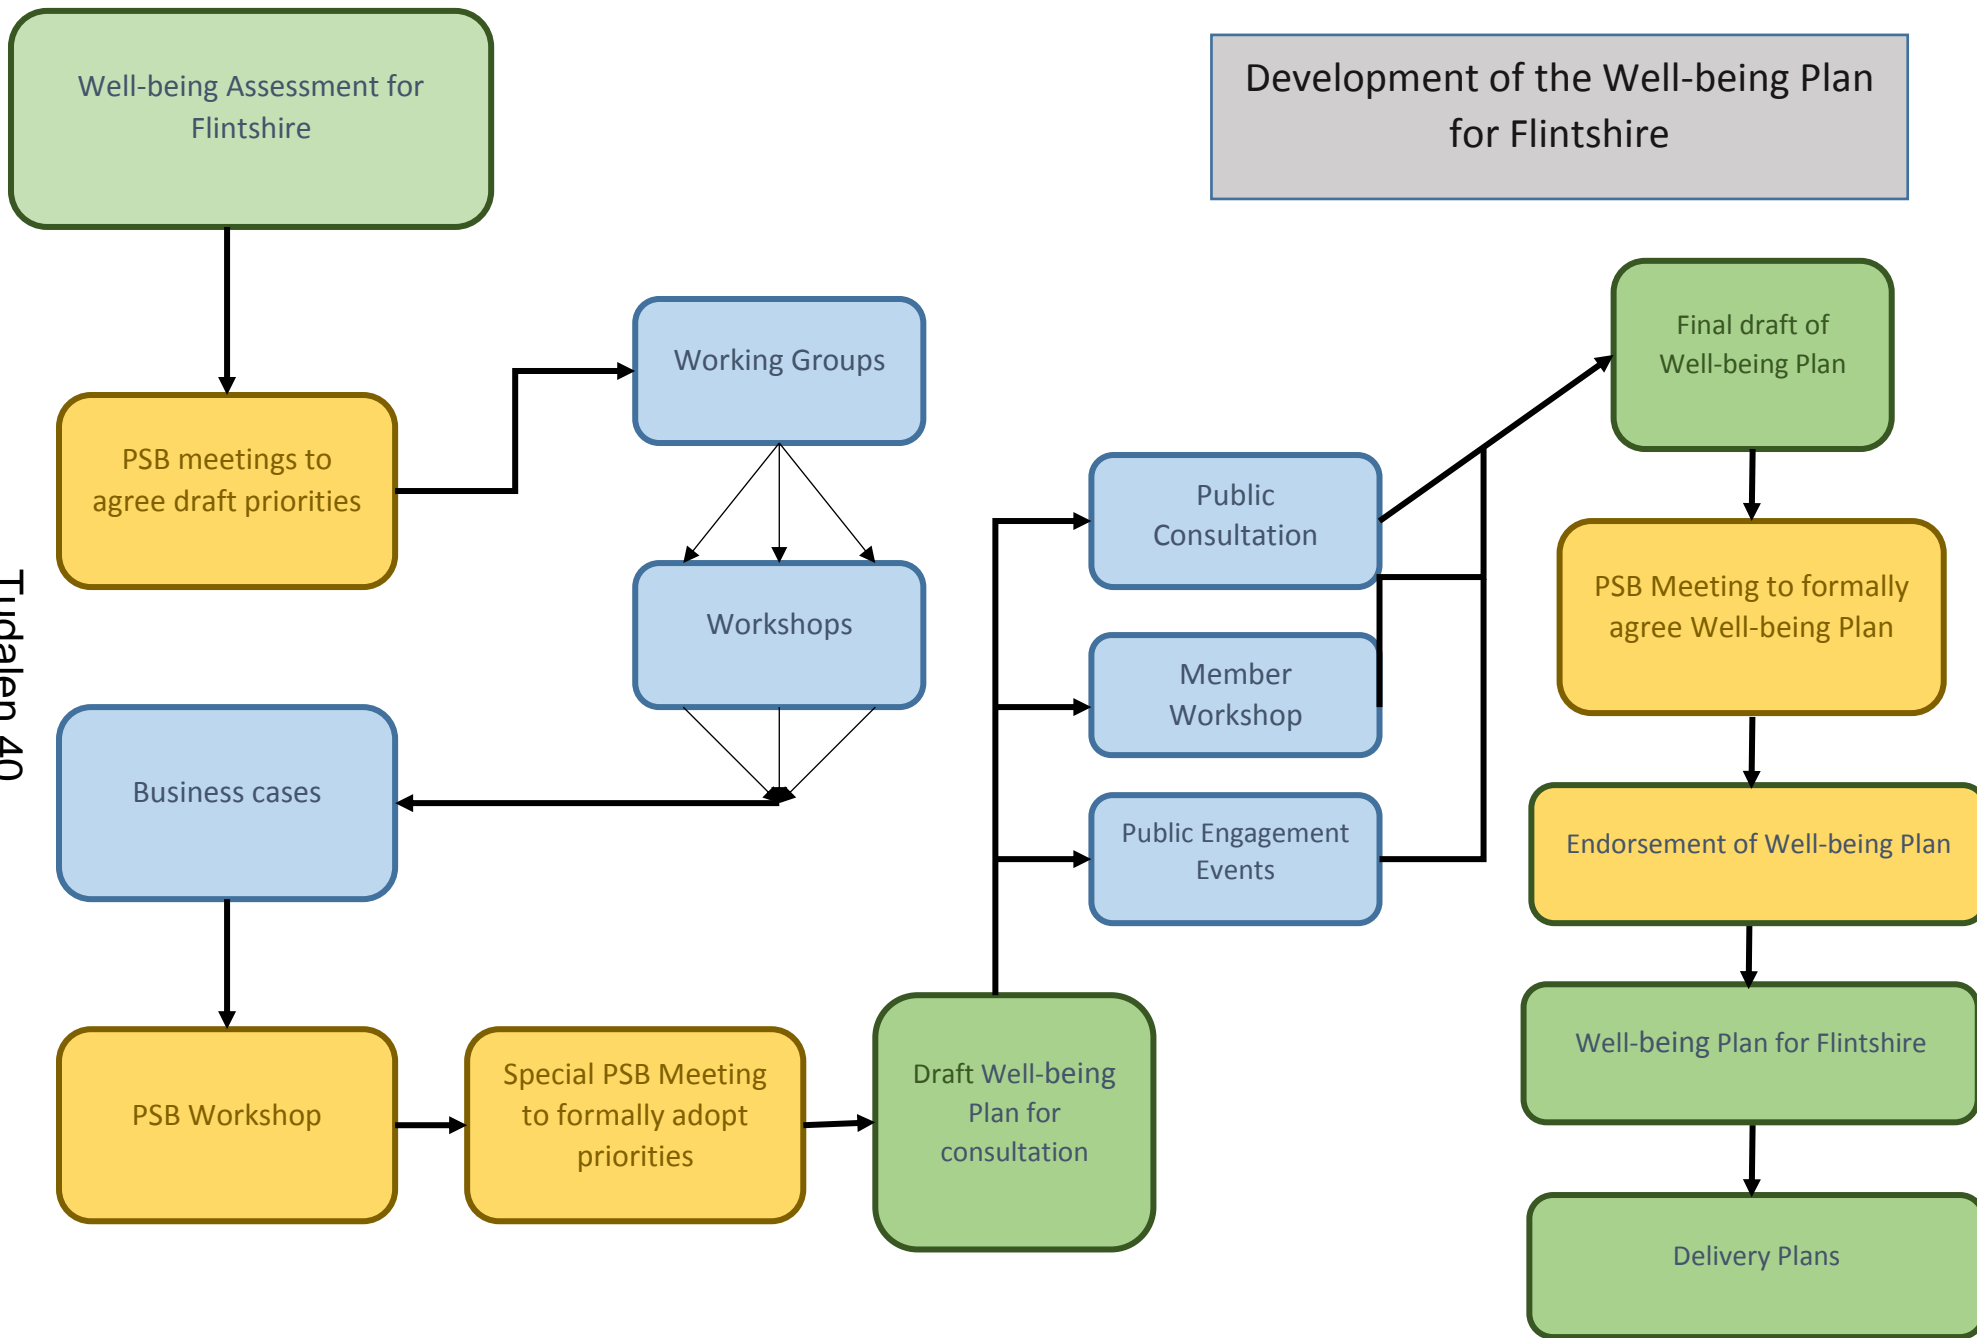 Well-being Assessment for
Flintshire
Development of the Well-being Plan
for Flintshire
PSB meetings to
agree draft priorities
Working Groups
Workshops
Business cases
PSB Workshop
Special PSB Meeting
to formally adopt
priorities
Draft Well-being
Plan for
consultation
Public
Consultation
Member
Workshop
Public Engagement
Events
Final draft of
Well-being Plan
PSB Meeting to formally
agree Well-being Plan
Endorsement of Well-being Plan
Well-being Plan for Flintshire
Delivery Plans
Tudalen 40